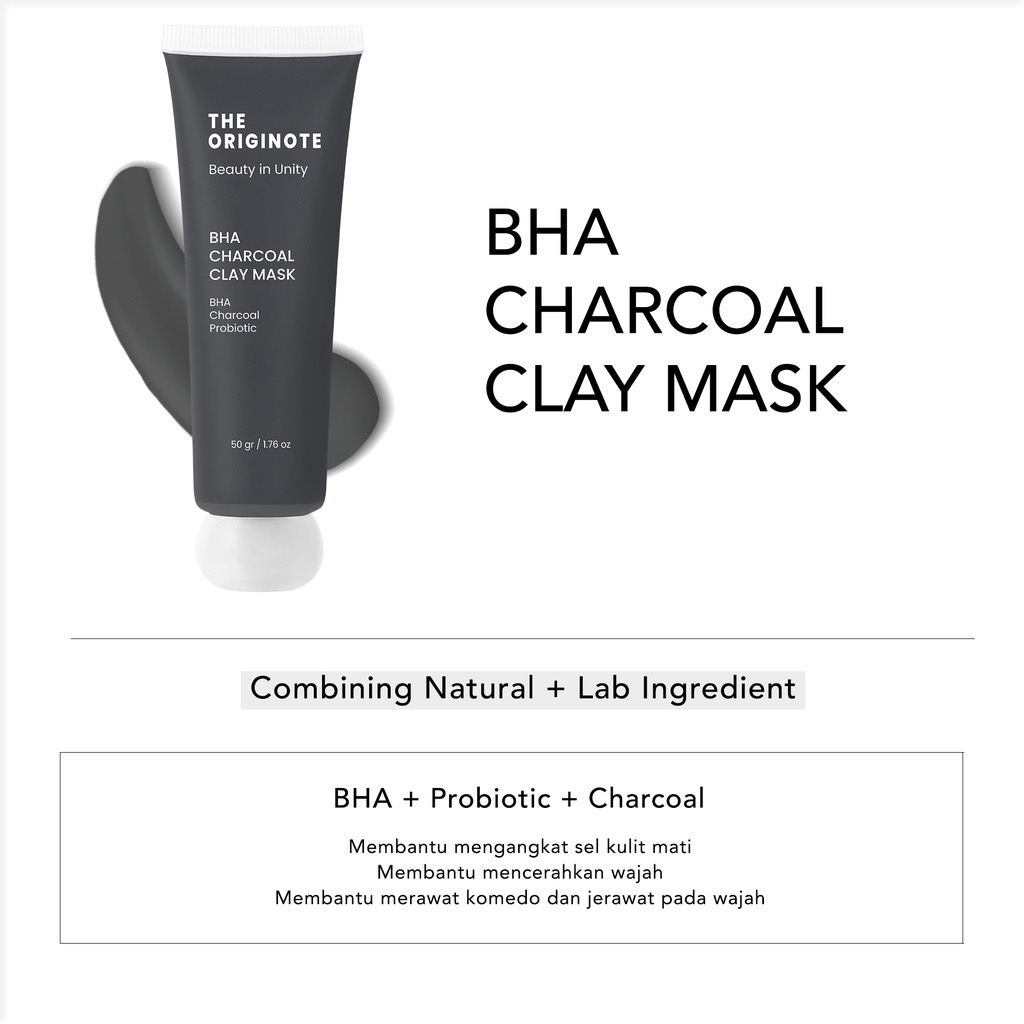 THE
ORIGINOTE
Beauty in Unity
BHA
CHARCOAL
CLAY MASK
BHA
Charcoal
Probiotic
50 gr / 1.76 oz
BHA
CHARCOAL
CLAY MASK
Combining Natural + Lab Ingredient
BHA + Probiotic + Charcoal
Membantu mengangkat sel kulit mati
Membantu mencerahkan wajah
Membantu merawat komedo dan jerawat pada wajah